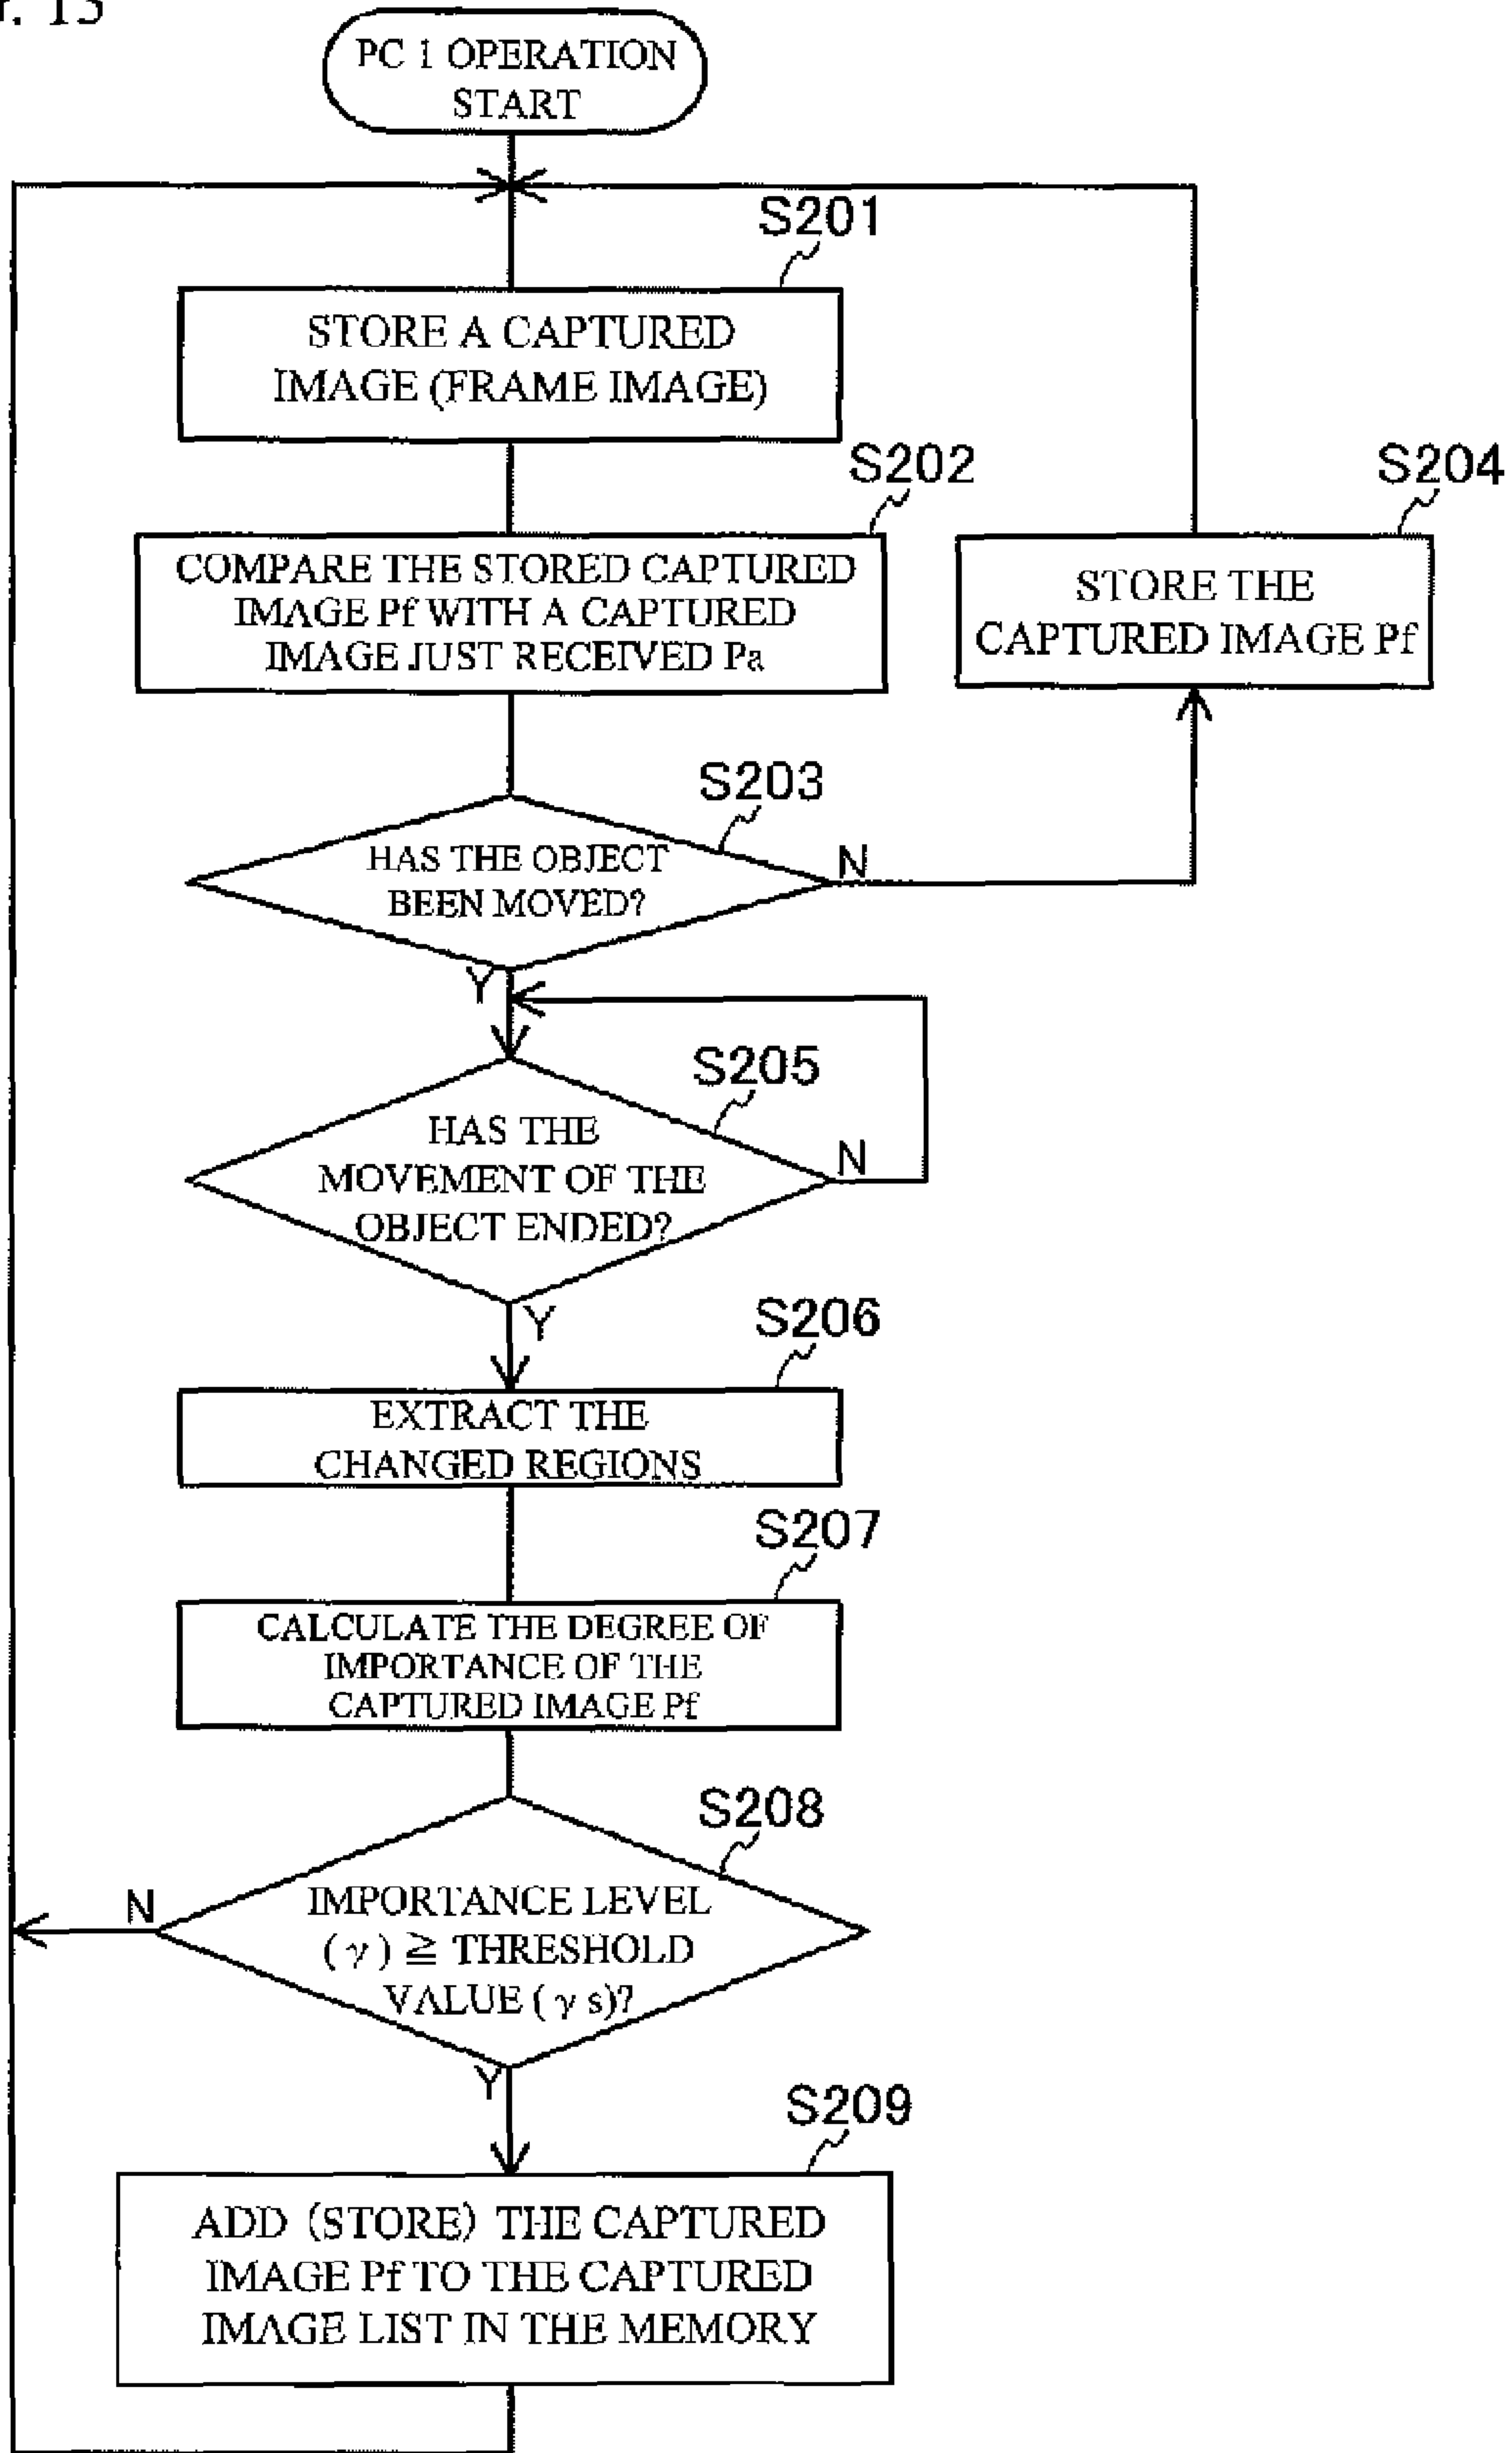 13
PC 1 OPERATION
START
S201
STORE A CAPTURED
IMAGE (FRAME IMAGE)
S202
COMPARE THE STORED CAPTURED
IMAGE Pf WITH A CAPTURED
IMAGE JUST RECEIVED Pa
S204
STORE THE
CAPTURED IMAGE Pf
S203
HAS THE OBJECT
BEEN MOVED?
N
Y
S205
HAS THE
MOVEMENT OF THE
OBJECT ENDED?
N
Y
S206
EXTRACT THE
CHANGED REGIONS
S207
CALCULATE THE DEGREE OF
IMPORTANCE OF THE
CAPTURED IMAGE Pf
S208
IMPORTANCE LEVEL
( γ ) ≧ THRESHOLD
VALUE ( γ s)?
N
Y
S209
ADD (STORE) THE CAPTURED
IMAGE Pf TO THE CAPTURED
IMAGE LIST IN THE MEMORY